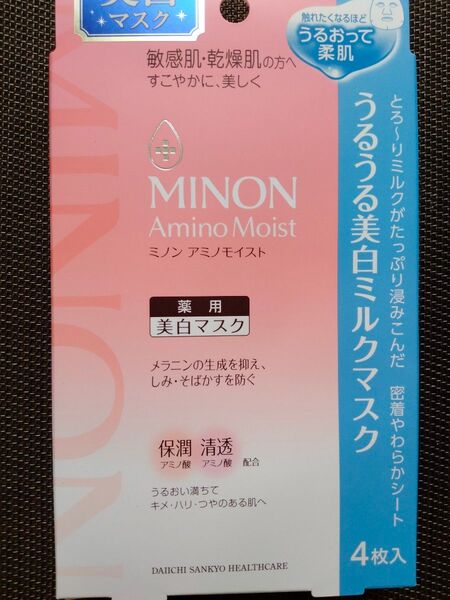 美白
マスク
敏感肌・乾燥肌の方へ
すこやかに、美しく
MINON
Amino Moist
ミノン アミノモイスト
薬用
美白マスク
メラニンの生成を抑え、
しみ・そばかすを防ぐ
保潤 清透
アミノ酸 アミノ酸 配合
うるおい満ちて
キメ・ハリ・つやのある肌へ
DAIICHI SANKYO HEALTHCARE
MINON
触れたくなるほど
うるおって
柔肌
とろ~りミルクがたっぷり浸みこんだ 密着やわらかシート
うるうる美白ミルクマスク
4枚入